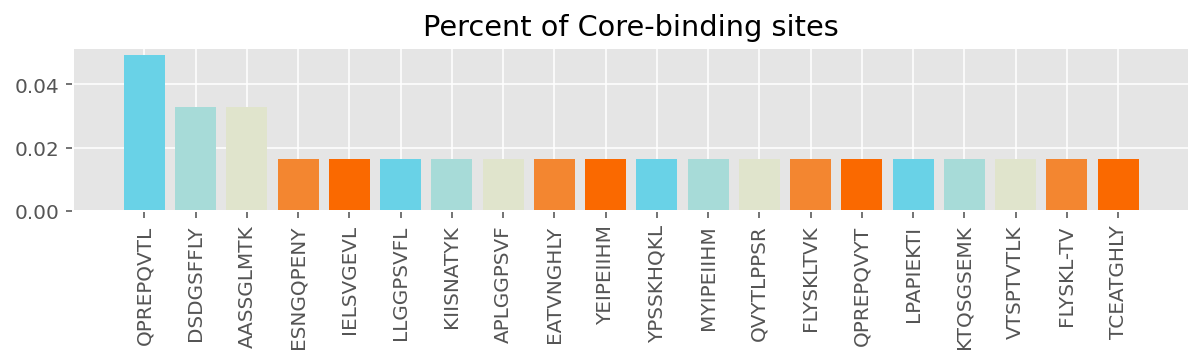 Percent of Core-binding sites
0.04
0.02
0.00
QPREPQVTL
DSDGSFFLY
AASSGLMTK
ESNGQPENY
IELSVGEVL
LLGGPSVFL
KIISNATYK
APLGGPSVF
EATVNGHLY
YEIPEIIHM
YPSSKHQKL
MYIPEIIHM
QVYTLPPSR
FLYSKLTVK
QPREPQVYT
LPAPIEKTI
KTQSGSEMK
VTSPTVTLK
FLYSKL-TV
TCEATGHLY